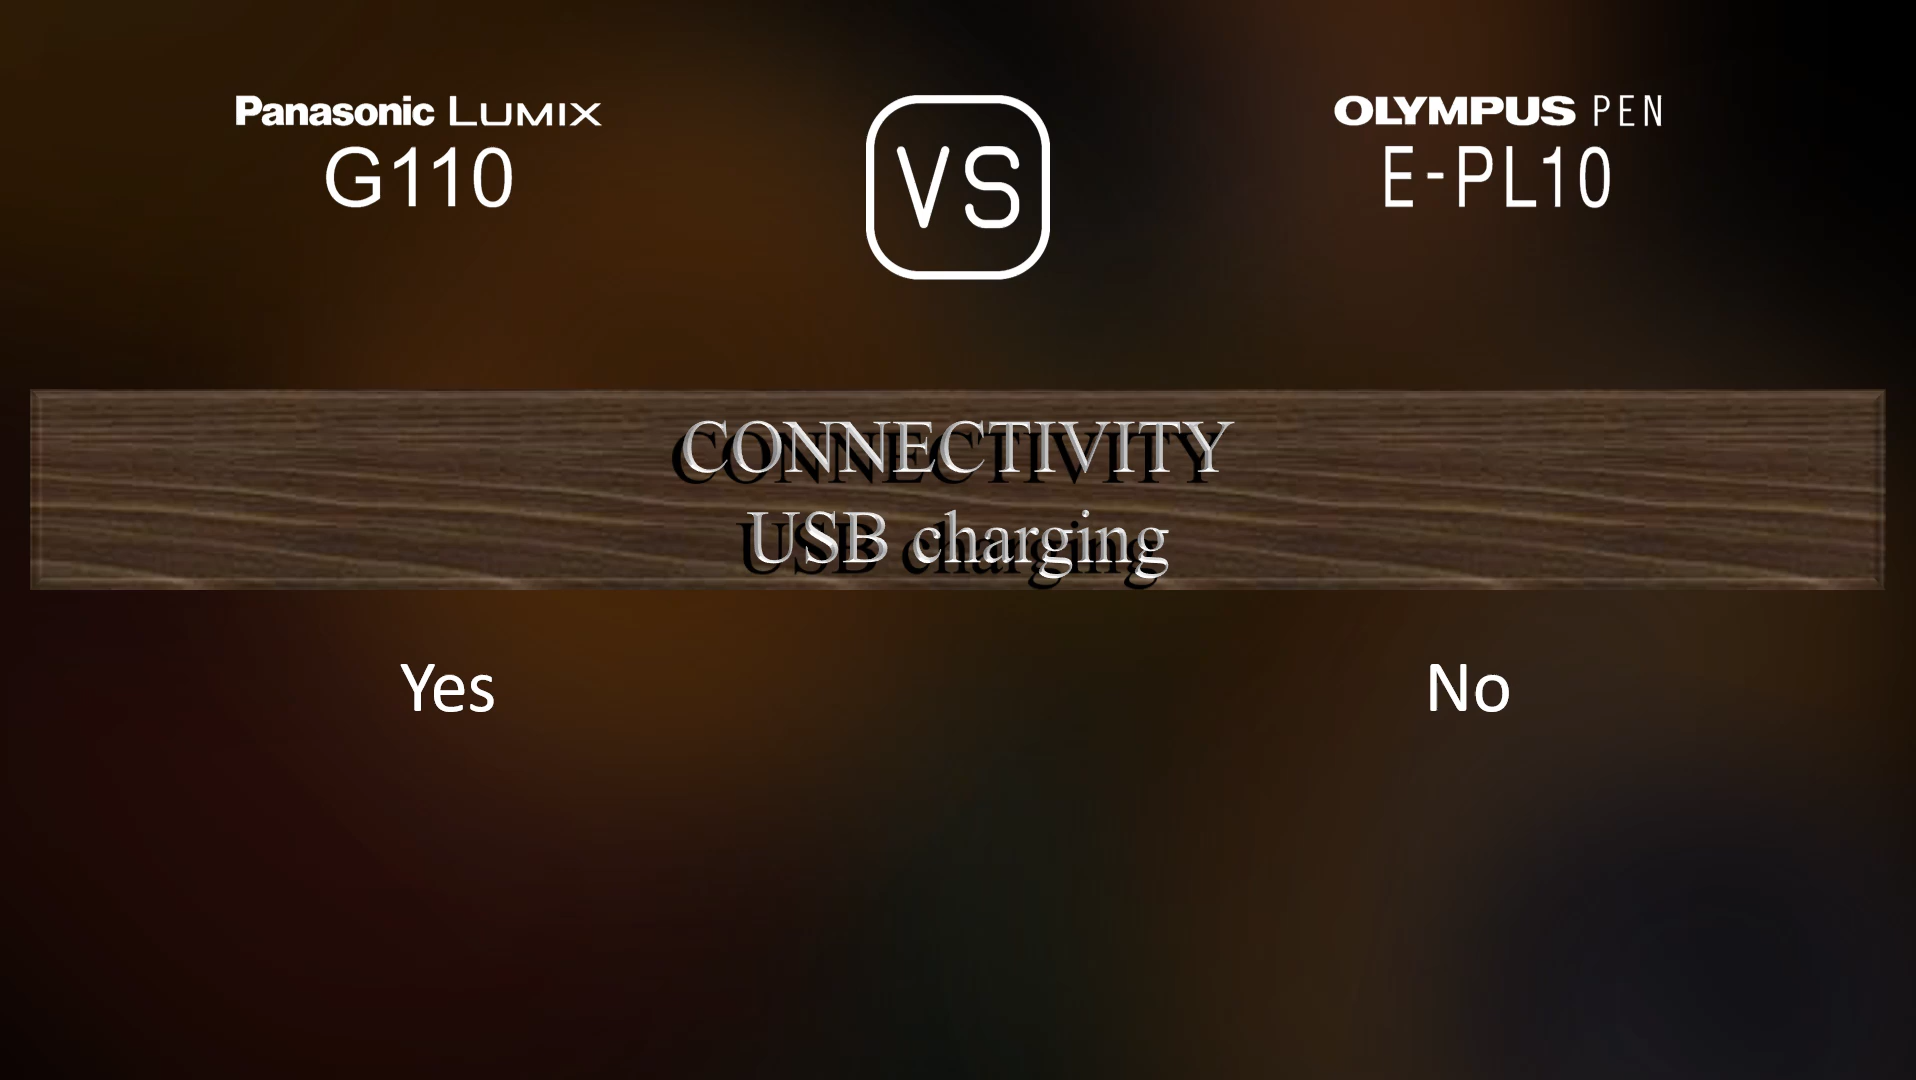 Panasonic LUMIX
G110
VS
OLYMPUS PEN
E-PL10
CONNECTIVITY
USB charging
Yes
No